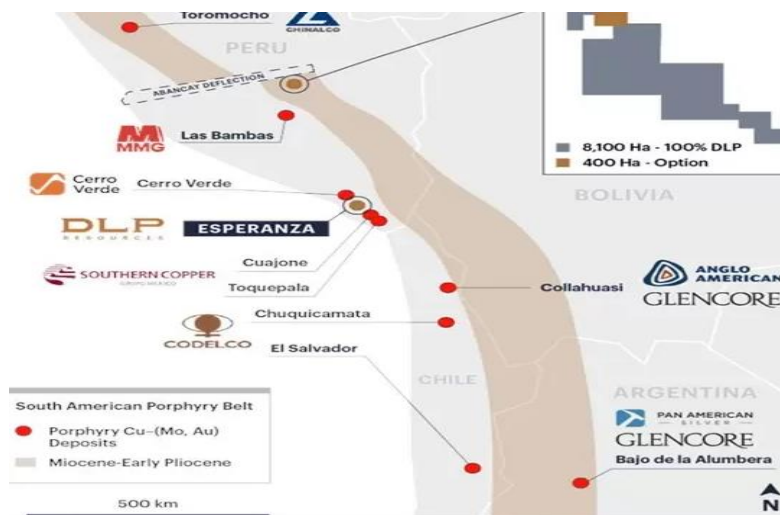 Toromocho
CHINALCO
PERU
ABANCAY DEFLECTION
MMG
Las Bambas
8,100 Ha - 100% DLP
400 Ha - Option
BOLIVIA
Cerro
Verde
Cerro Verde
DLP
RESOURCES
ESPERANZA
Cuajone
SOUTHERN COPPER
GRUPO MEXICO
Toquepala
Collahuasi
ANGLO
AMERICAN
GLENCORE
Chuquicamata
CODELCO
El Salvador
CHILE
ARGENTINA
PAN AMERICAN
SILVER
GLENCORE
Bajo de la Alumbera
South American Porphyry Belt
Porphyry Cu-(Mo, Au)
Deposits
Miocene-Early Pliocene
500 km
N